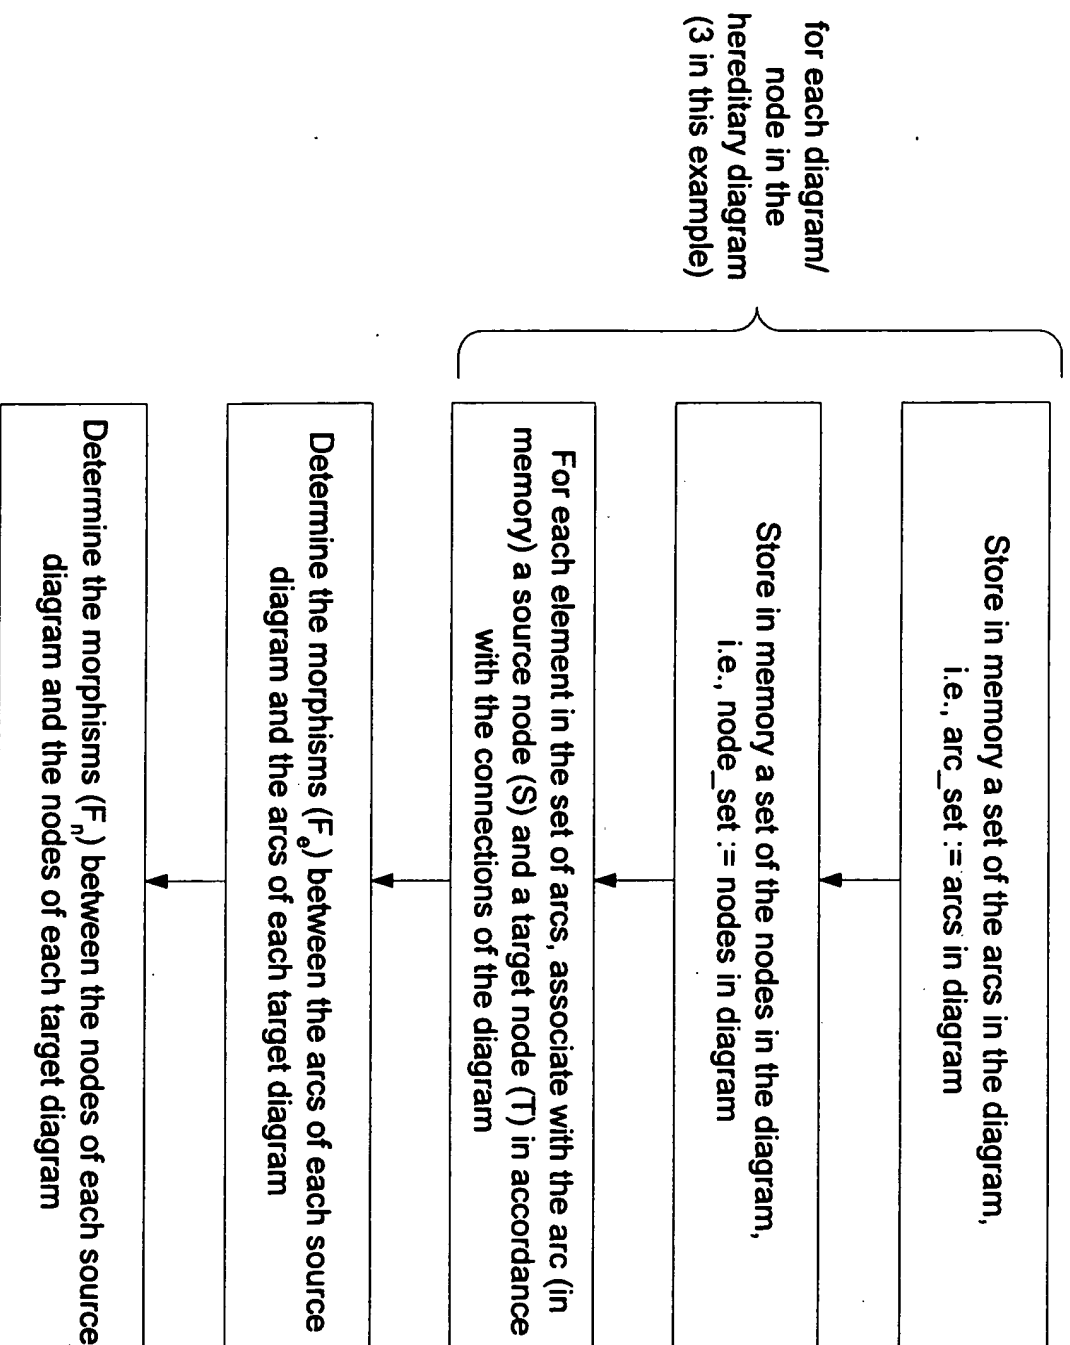 for each diagram/
node in the
hereditary diagram
(3 in this example)
Store in memory a set of the arcs in the diagram,
i.e., arc_set := arcs in diagram
Store in memory a set of the nodes in the diagram,
i.e., node_set := nodes in diagram
For each element in the set of arcs, associate with the arc (in
memory) a source node (S) and a target node (T) in accordance
with the connections of the diagram
Determine the morphisms (Fe) between the arcs of each source
diagram and the arcs of each target diagram
Determine the morphisms (Fn) between the nodes of each source
diagram and the nodes of each target diagram